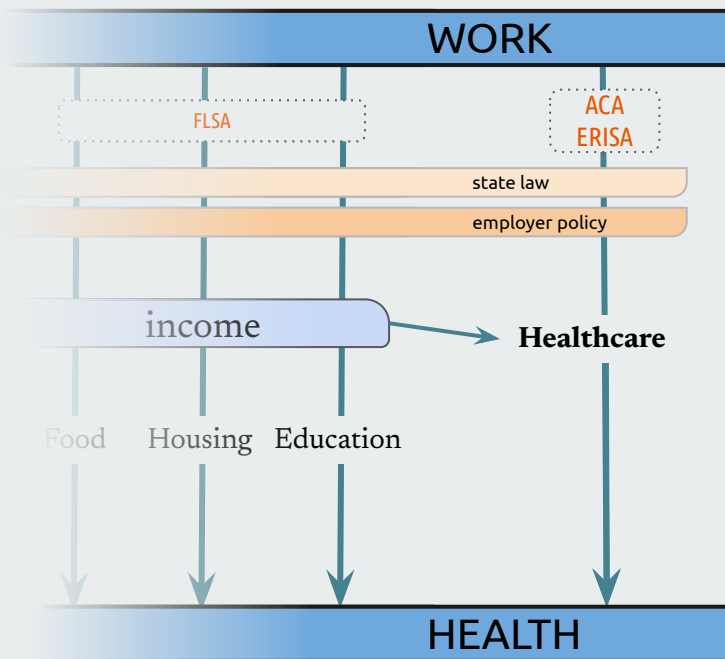 WORK
FLSA
ACA
ERISA
state law
employer policy
income
Healthcare
Food
Housing
Education
HEALTH